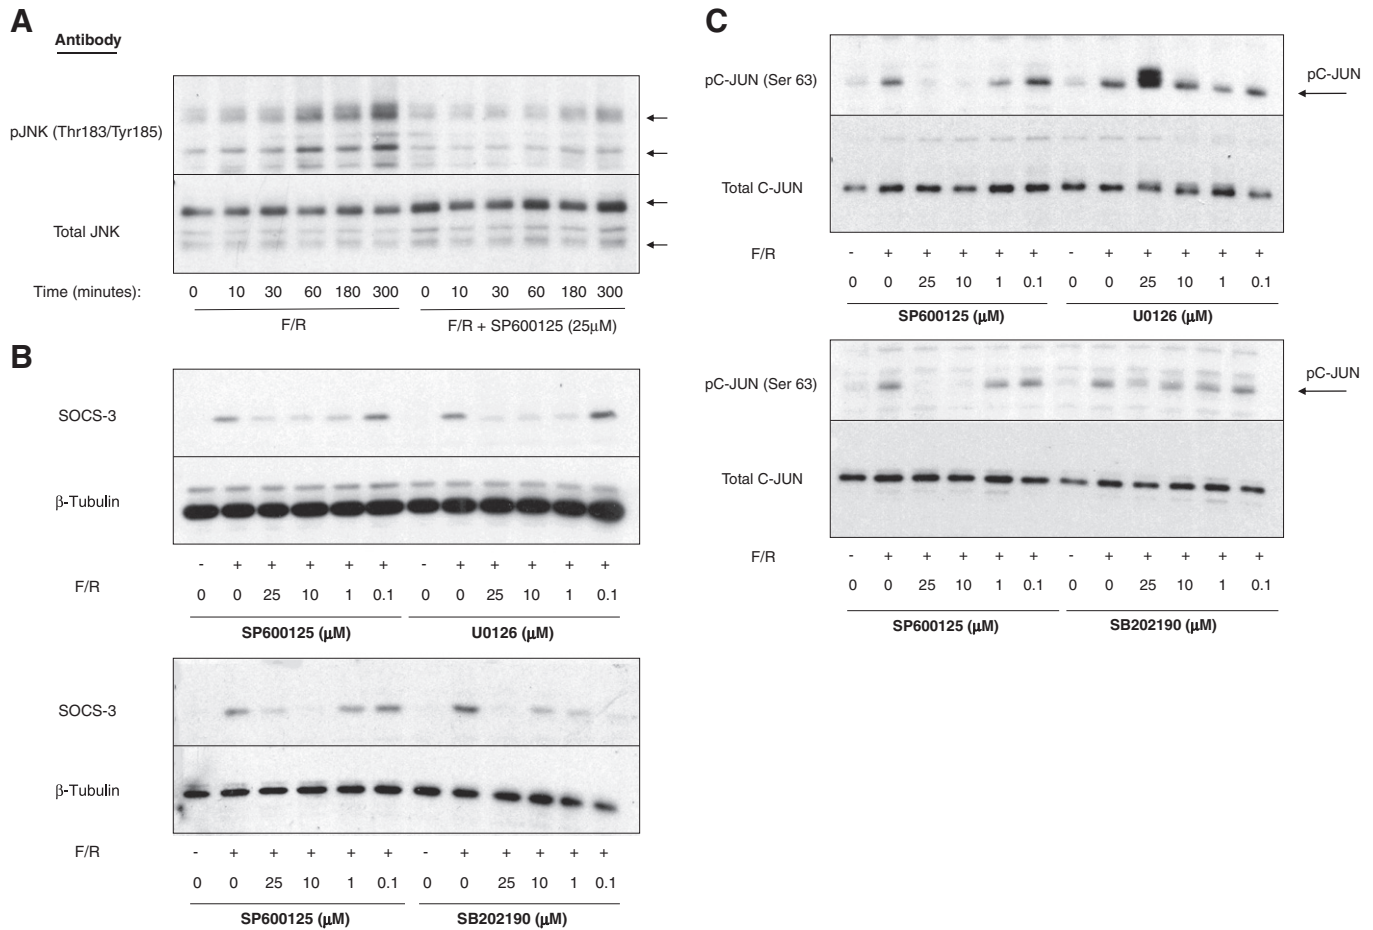 A
Antibody
pJNK (Thr183/Tyr185)
Total JNK
Time (minutes): 0 10 30 60 180 300 0 10 30 60 180 300
F/R F/R + SP600125 (25μM)
B
SOCS-3
β-Tubulin
- + + + + + - + + + + +
F/R
0 0 25 10 1 0.1 0 0 25 10 1 0.1
SP600125 (μM) U0126 (μM)
SOCS-3
β-Tubulin
F/R - + + + + + - + + + + +
0 0 25 10 1 0.1 0 0 25 10 1 0.1
SP600125 (μM) SB202190 (μM)
C
pC-JUN (Ser 63) pC-JUN
Total C-JUN
F/R - + + + + + - + + + + +
0 0 25 10 1 0.1 0 0 25 10 1 0.1
SP600125 (μM) U0126 (μM)
pC-JUN (Ser 63) pC-JUN
Total C-JUN
F/R - + + + + + - + + + + +
0 0 25 10 1 0.1 0 0 25 10 1 0.1
SP600125 (μM) SB202190 (μM)